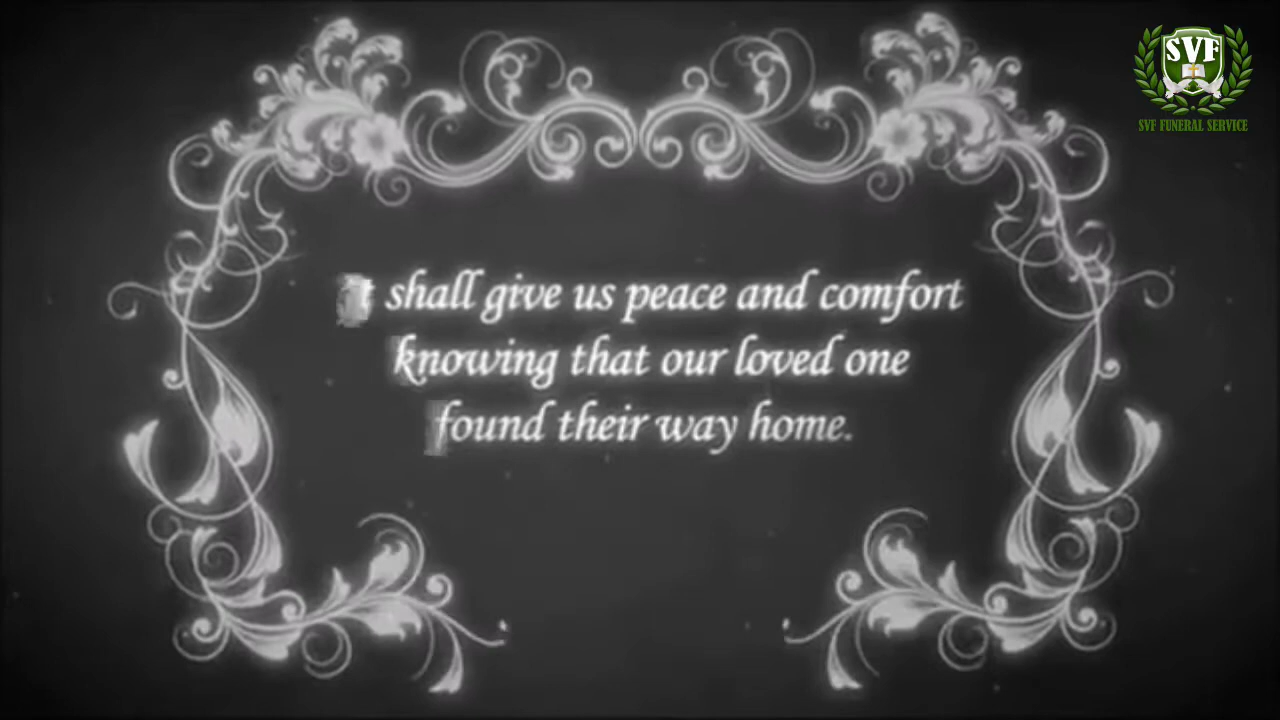 SVF
SVF FUNERAL SERVICE
It shall give us peace and comfort
knowing that our loved one
found their way home.